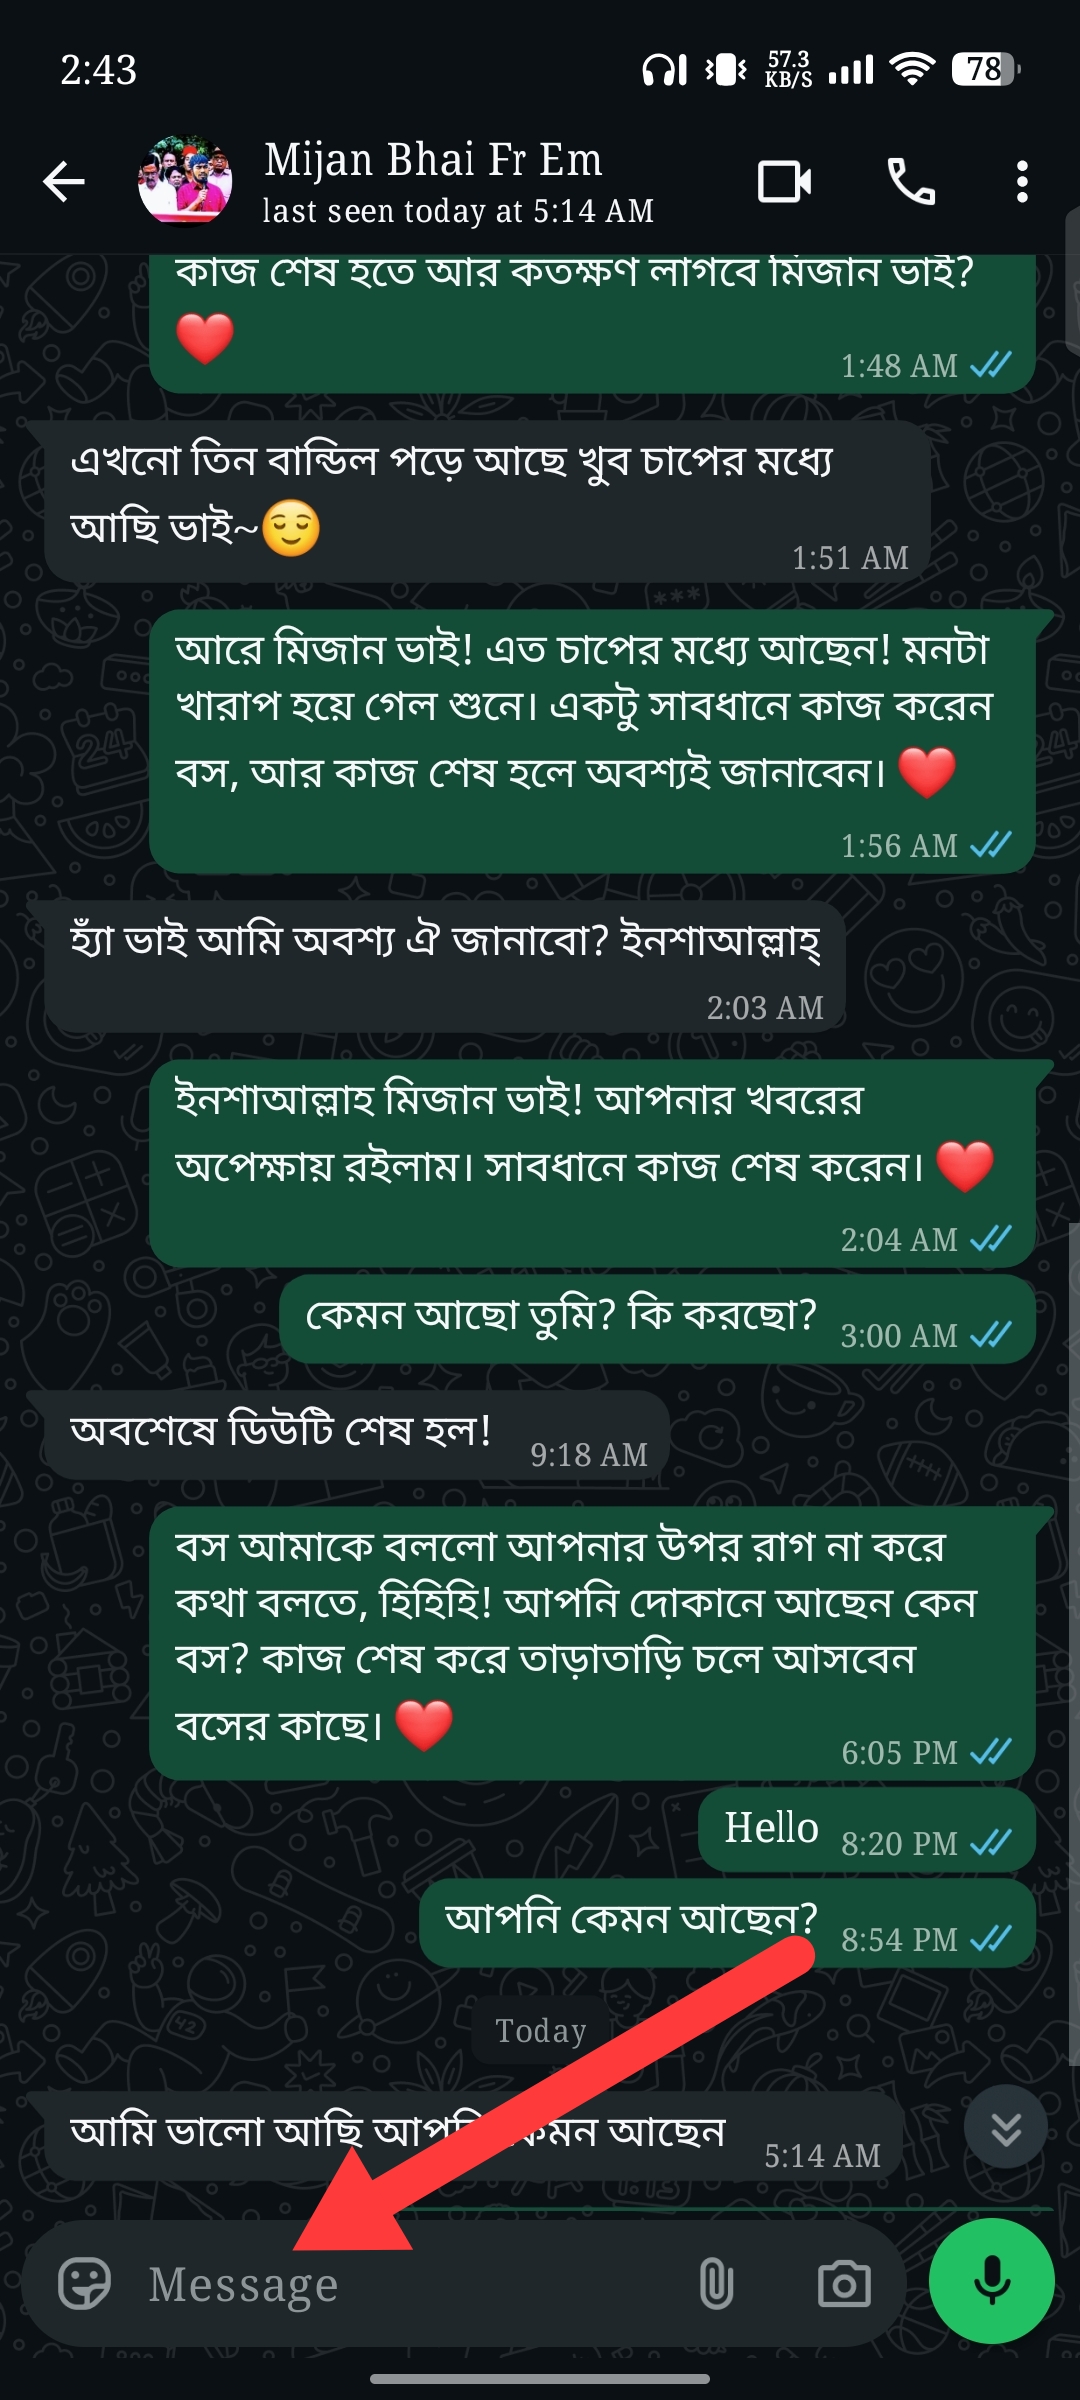 2:43
57.3
KB/S
78
Mijan Bhai Fr Em
last seen today at 5:14 AM
কাজ শেষ হতে আর কতক্ষণ লাগবে মিজান ভাই?
❤️
1:48 AM
এখনো তিন বান্ডিল পড়ে আছে খুব চাপের মধ্যে
আছি ভাই~😌
1:51 AM
আরে মিজান ভাই! এত চাপের মধ্যে আছেন! মনটা
খারাপ হয়ে গেল শুনে। একটু সাবধানে কাজ করেন
বস, আর কাজ শেষ হলে অবশ্যই জানাবেন। ❤️
1:56 AM
হ্যাঁ ভাই আমি অবশ্য ঐ জানাবো? ইনশাআল্লাহ্
2:03 AM
ইনশাআল্লাহ মিজান ভাই! আপনার খবরের
অপেক্ষায় রইলাম। সাবধানে কাজ শেষ করেন। ❤️
2:04 AM
কেমন আছো তুমি? কি করছো?
3:00 AM
অবশেষে ডিউটি শেষ হল!
9:18 AM
বস আমাকে বললো আপনার উপর রাগ না করে
কথা বলতে, হিহিহি! আপনি দোকানে আছেন কেন
বস? কাজ শেষ করে তাড়াতাড়ি চলে আসবেন
বসের কাছে। ❤️
6:05 PM
Hello
8:20 PM
আপনি কেমন আছেন?
8:54 PM
Today
আমি ভালো আছি আপনি কেমন আছেন
5:14 AM
Message